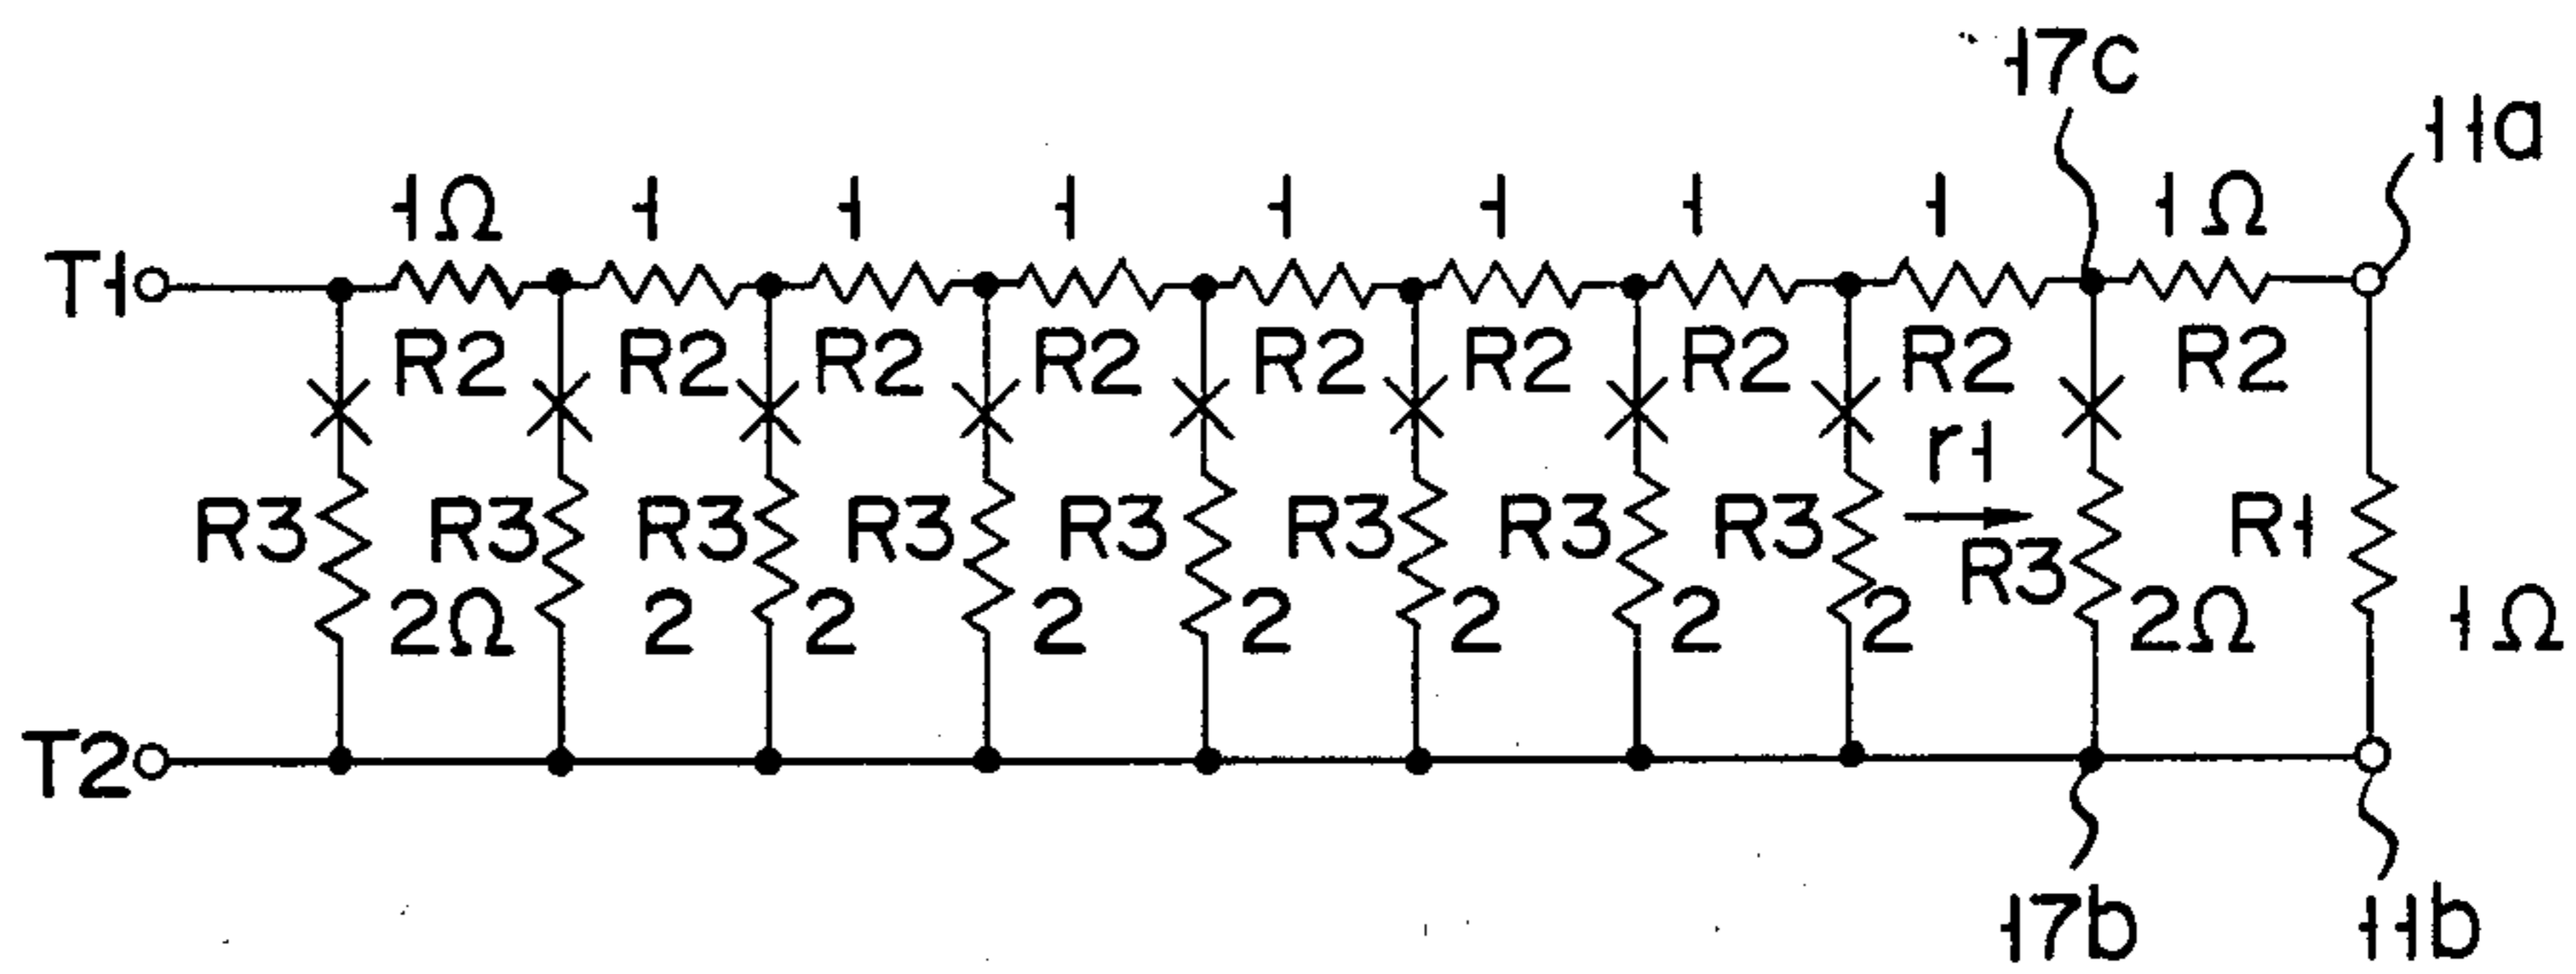 17c
11a
1Ω 1 1 1 1 1 1 1 1Ω
T1
R2 R2 R2 R2 R2 R2 R2 R2 R2
r1
R3 R3 R3 R3 R3 R3 R3 R3 R3 R1
2Ω 2 2 2 2 2 2 2 2Ω 1Ω
T2
17b 11b